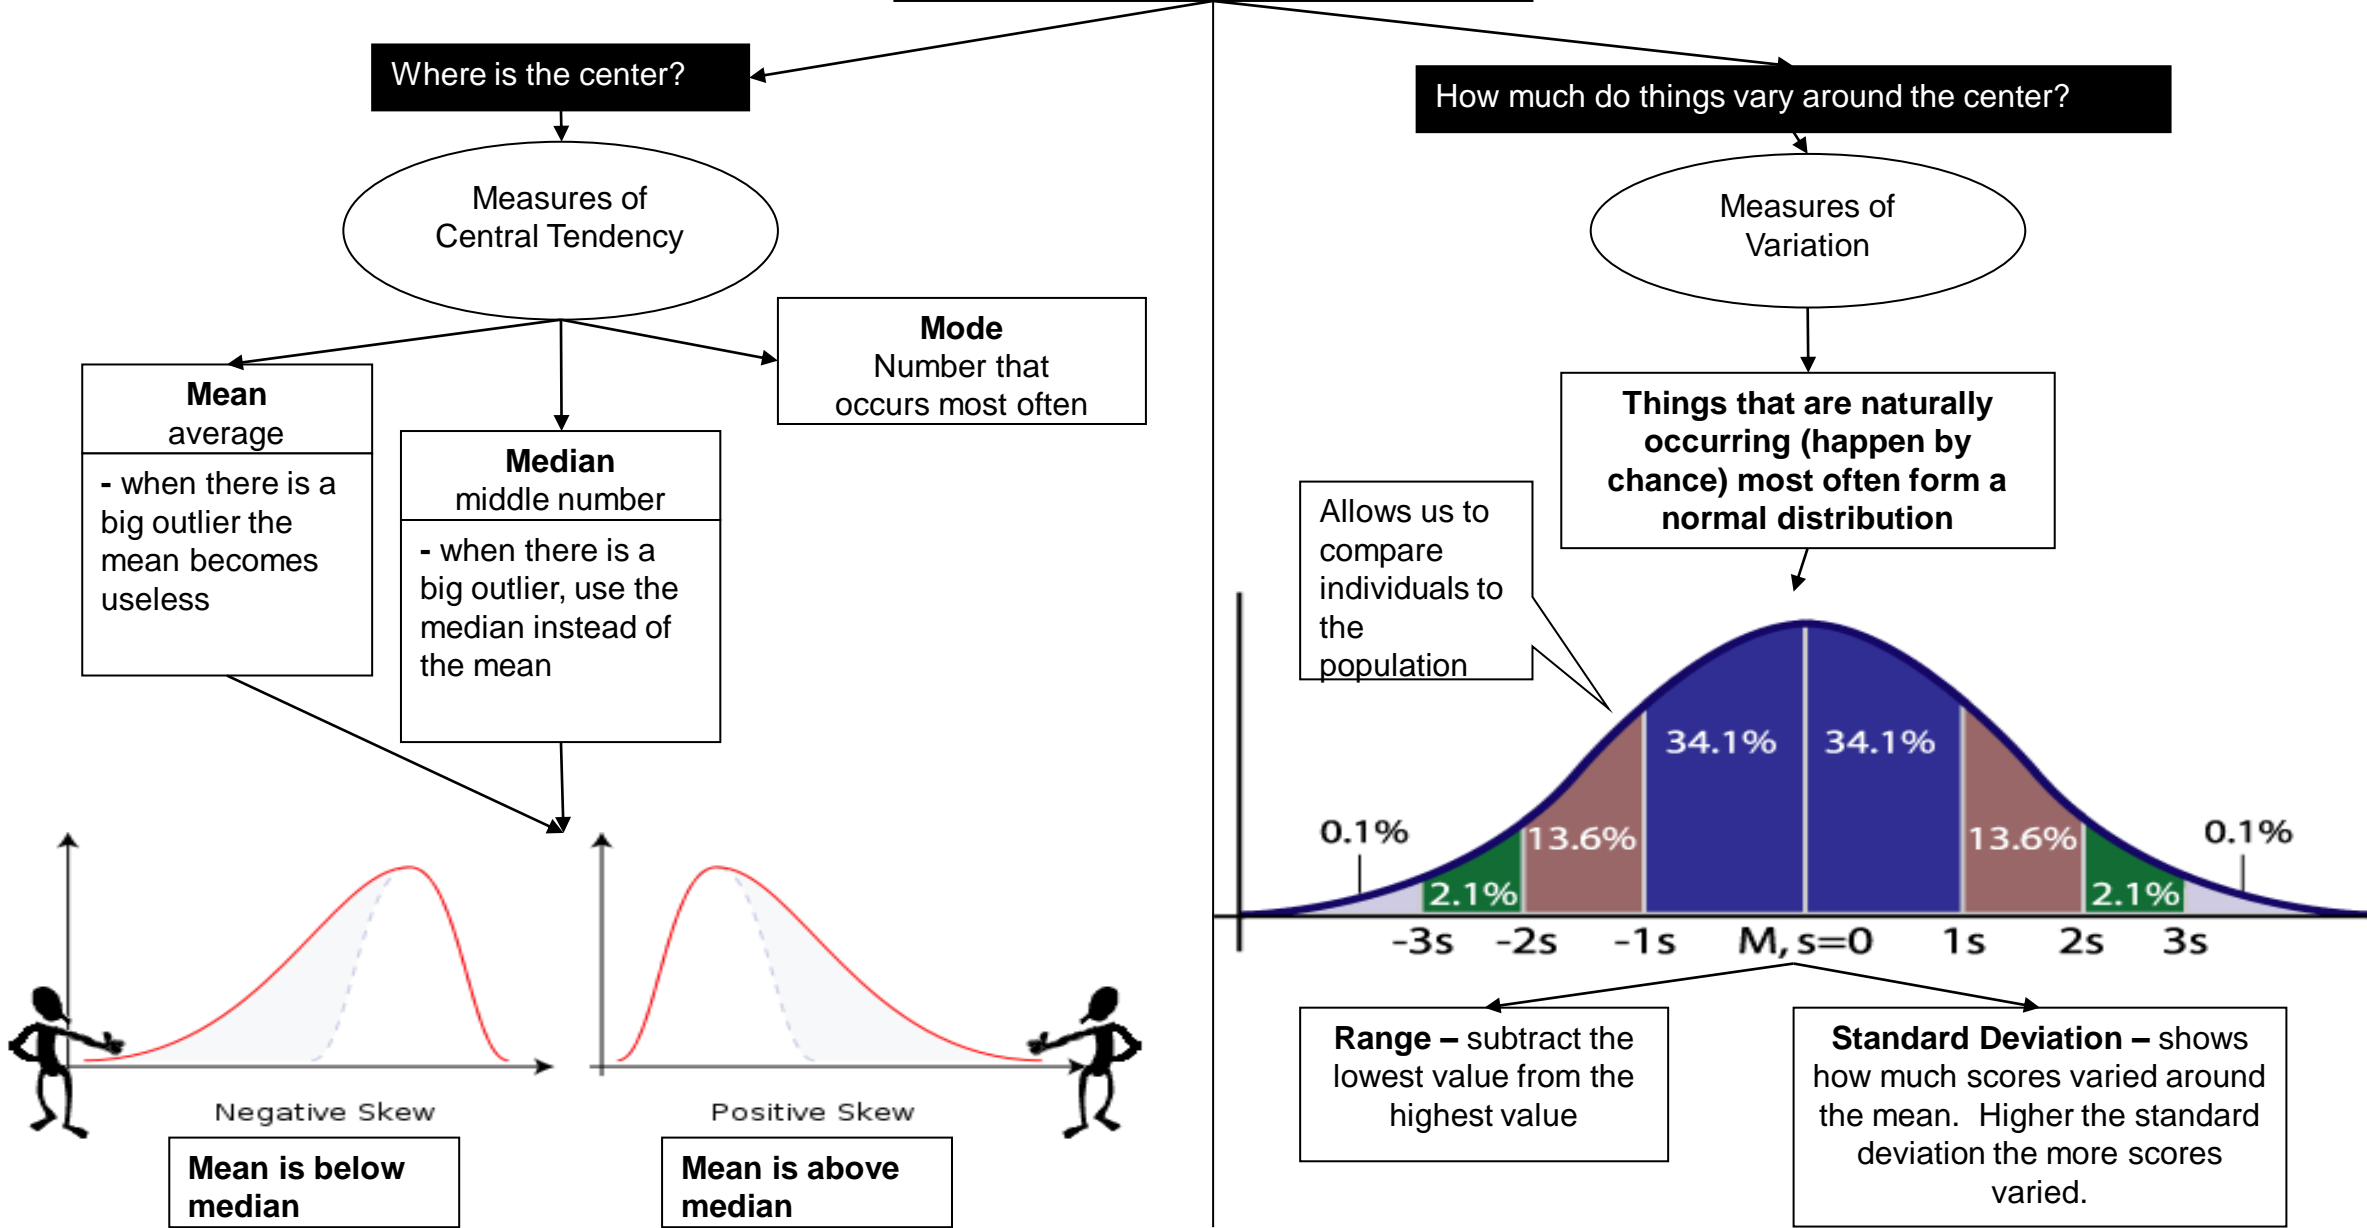 Where is the center?
Measures of
Central Tendency
Mode
Number that
occurs most often
Mean
average
- when there is a
big outlier the
mean becomes
useless
Median
middle number
- when there is a
big outlier, use the
median instead of
the mean
Negative Skew
Positive Skew
Mean is below
median
Mean is above
median
How much do things vary around the center?
Measures of
Variation
Things that are naturally
occurring (happen by
chance) most often form a
normal distribution
Allows us to
compare
individuals to
the
population
34.1% 34.1%
0.1% 13.6% 13.6% 0.1%
2.1% 2.1%
-3s -2s -1s M, s=0 1s 2s 3s
Range – subtract the
lowest value from the
highest value
Standard Deviation – shows
how much scores varied around
the mean. Higher the standard
deviation the more scores
varied.